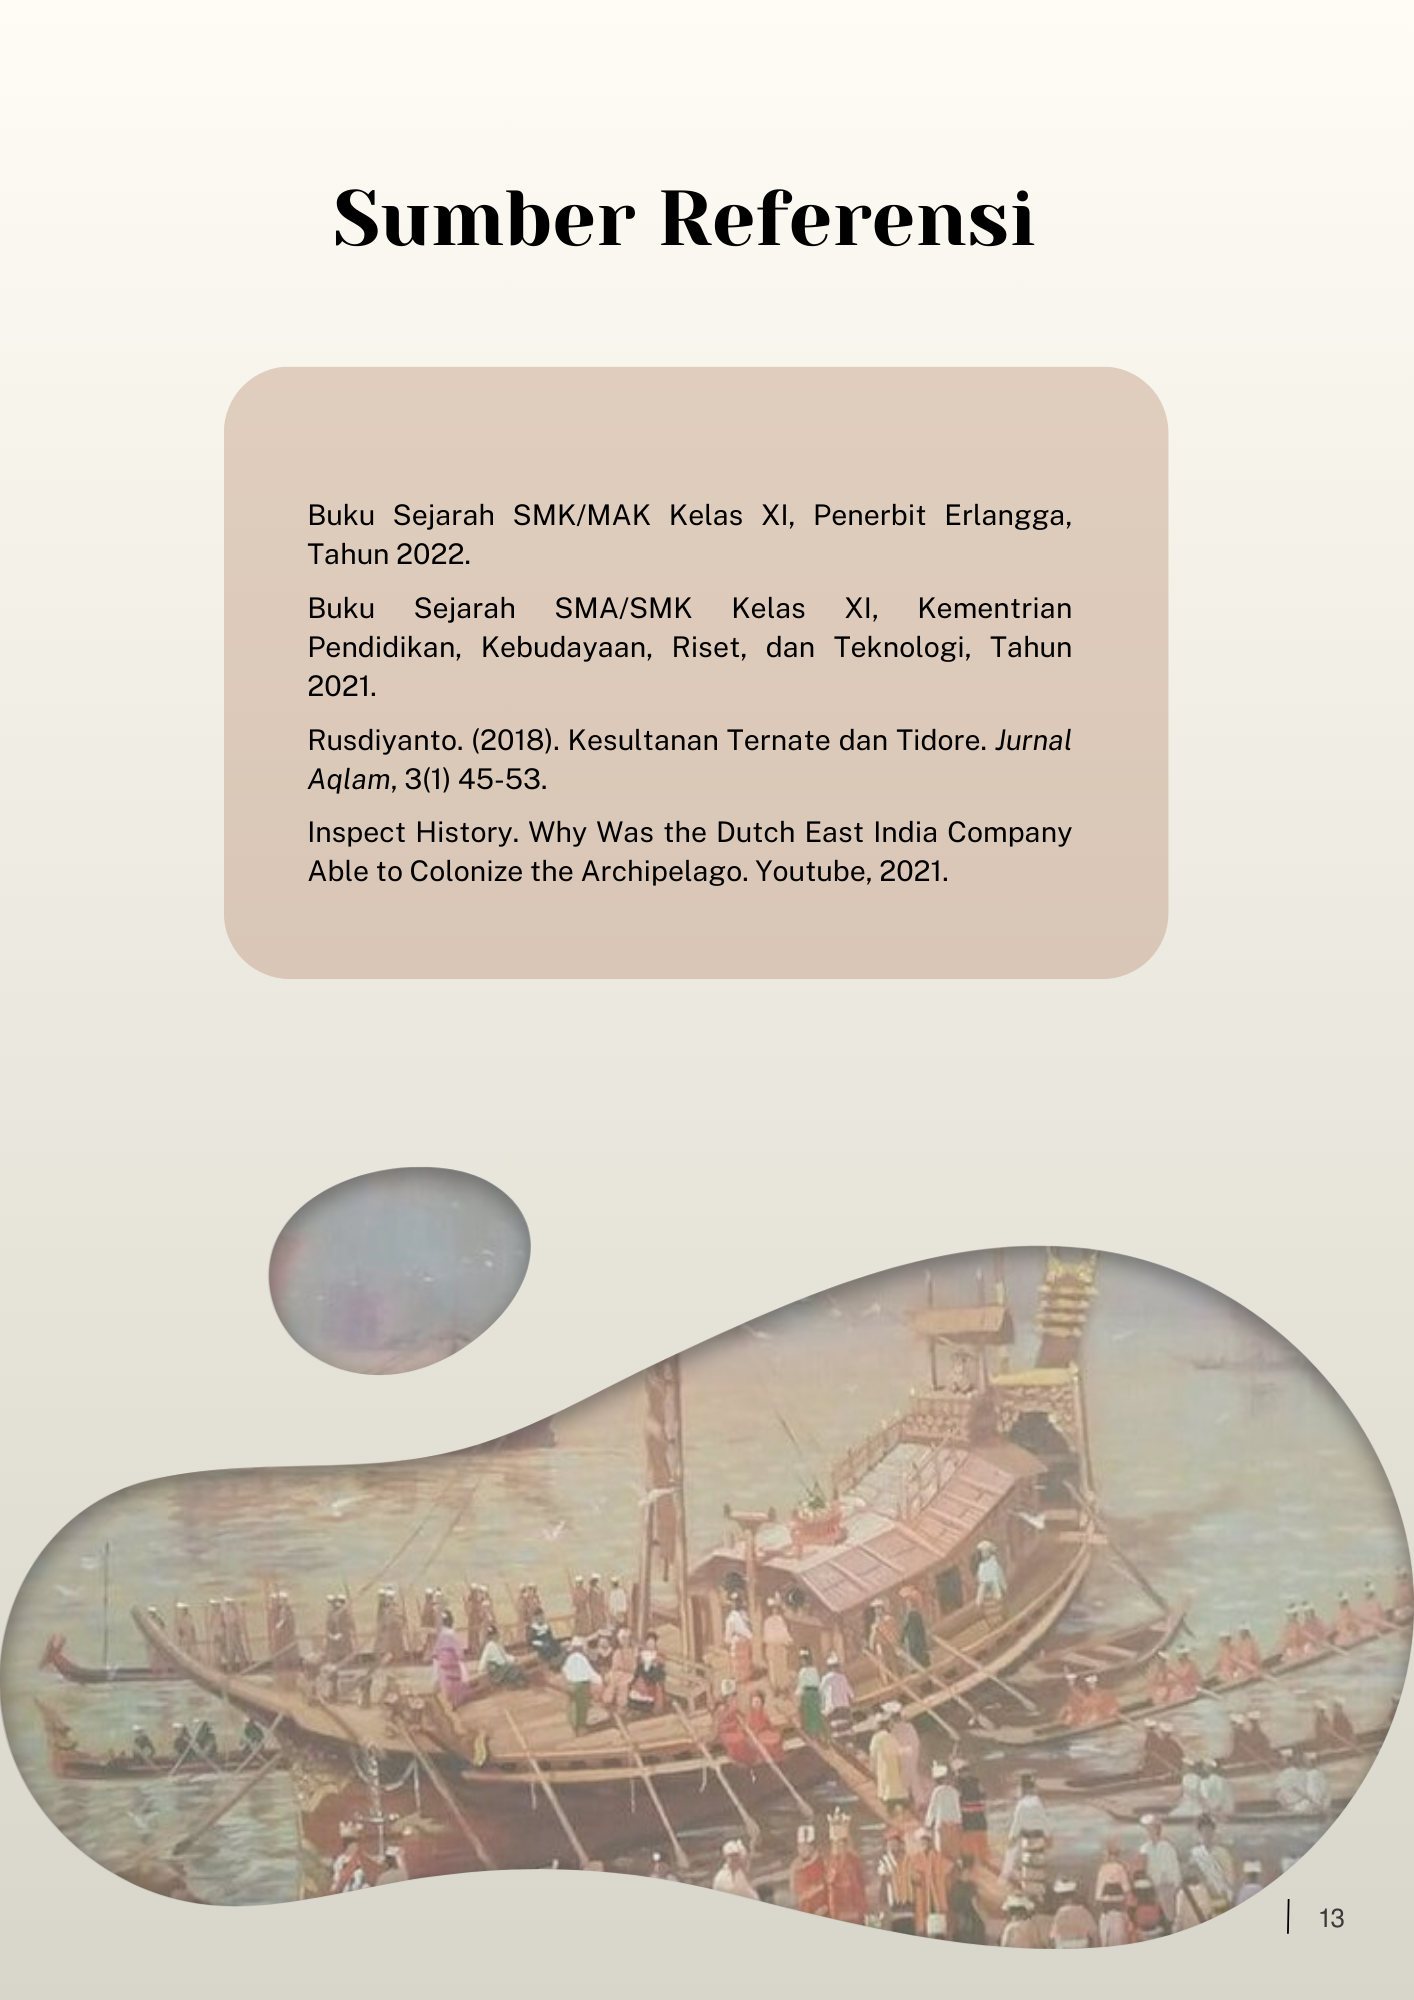 Sumber Referensi
Buku Sejarah SMK/MAK Kelas XI, Penerbit Erlangga,
Tahun 2022.
Buku Sejarah SMA/SMK Kelas XI, Kementrian
Pendidikan, Kebudayaan, Riset, dan Teknologi, Tahun
2021.
Rusdiyanto. (2018). Kesultanan Ternate dan Tidore. Jurnal
Aqlam, 3(1) 45-53.
Inspect History. Why Was the Dutch East India Company
Able to Colonize the Archipelago. Youtube, 2021.
13